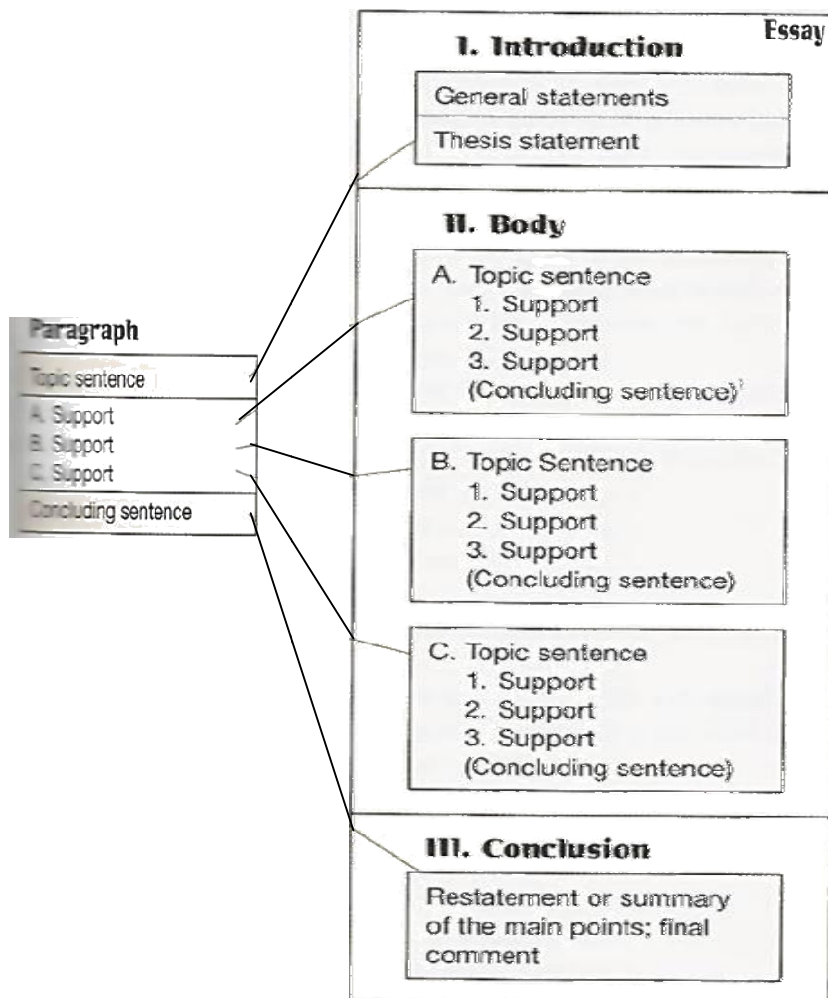 Essay
I. Introduction
General statements
Thesis statement
II. Body
A. Topic sentence
1. Support
2. Support
3. Support
(Concluding sentence)¹
B. Topic Sentence
1. Support
2. Support
3. Support
(Concluding sentence)
C. Topic sentence
1. Support
2. Support
3. Support
(Concluding sentence)
III. Conclusion
Restatement or summary
of the main points; final
comment
Paragraph
Topic sentence
A. Support
B. Support
C. Support
Concluding sentence